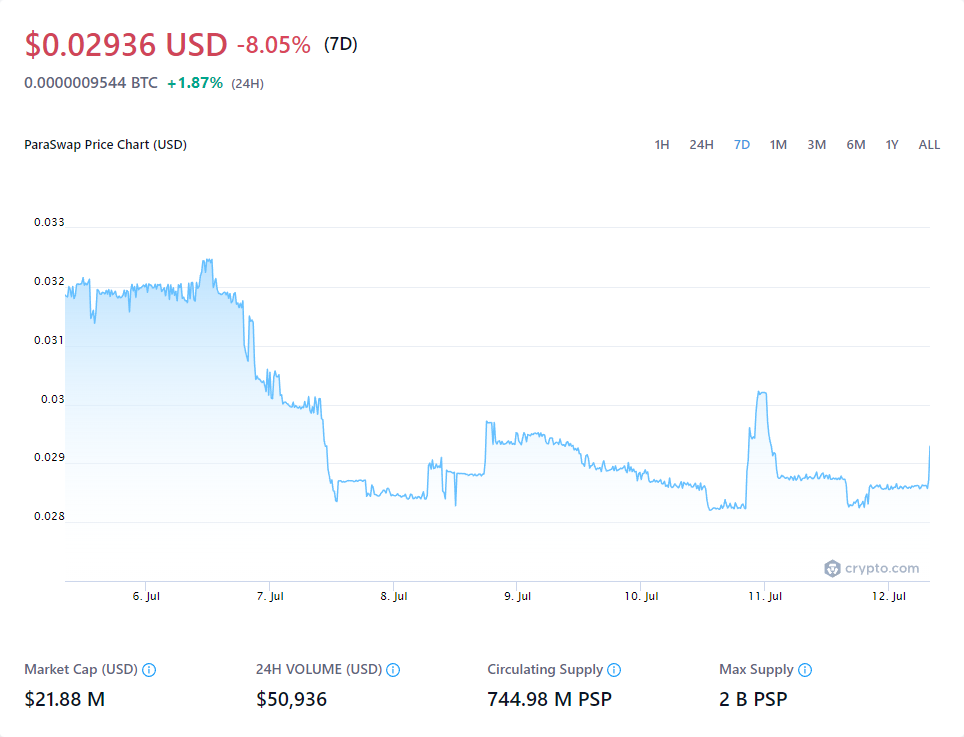 $0.02936 USD -8.05% (7D)
0.0000009544 BTC +1.87% (24H)
ParaSwap Price Chart (USD) 1H 24H 7D 1M 3M 6M 1Y ALL
0.033
0.032
0.031
0.03
0.029
0.028
crypto.com
6. Jul 7. Jul 8. Jul 9. Jul 10. Jul 11. Jul 12. Jul
Market Cap (USD) 24H VOLUME (USD) Circulating Supply Max Supply
$21.88 M $50,936 744.98 M PSP 2 B PSP